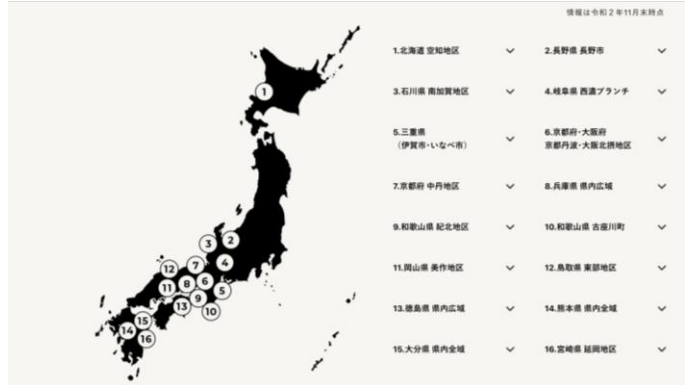 情報は令和2年11月末時点
1.北海道 空知地区
2.長野県 長野市
3.石川県 南加賀地区
4.岐阜県 西濃ブランチ
5.三重県
（伊賀市・いなべ市）
6.京都府・大阪府
京都丹波・大阪北摂地区
7.京都府 中丹地区
8.兵庫県 県内広域
9.和歌山県 紀北地区
10.和歌山県 古座川町
11.岡山県 美作地区
12.鳥取県 東部地区
13.徳島県 県内広域
14.熊本県 県内全域
15.大分県 県内全域
16.宮崎県 延岡地区
1
2
3
4
7
12
6
8
11
5
9
13
10
15
14
16